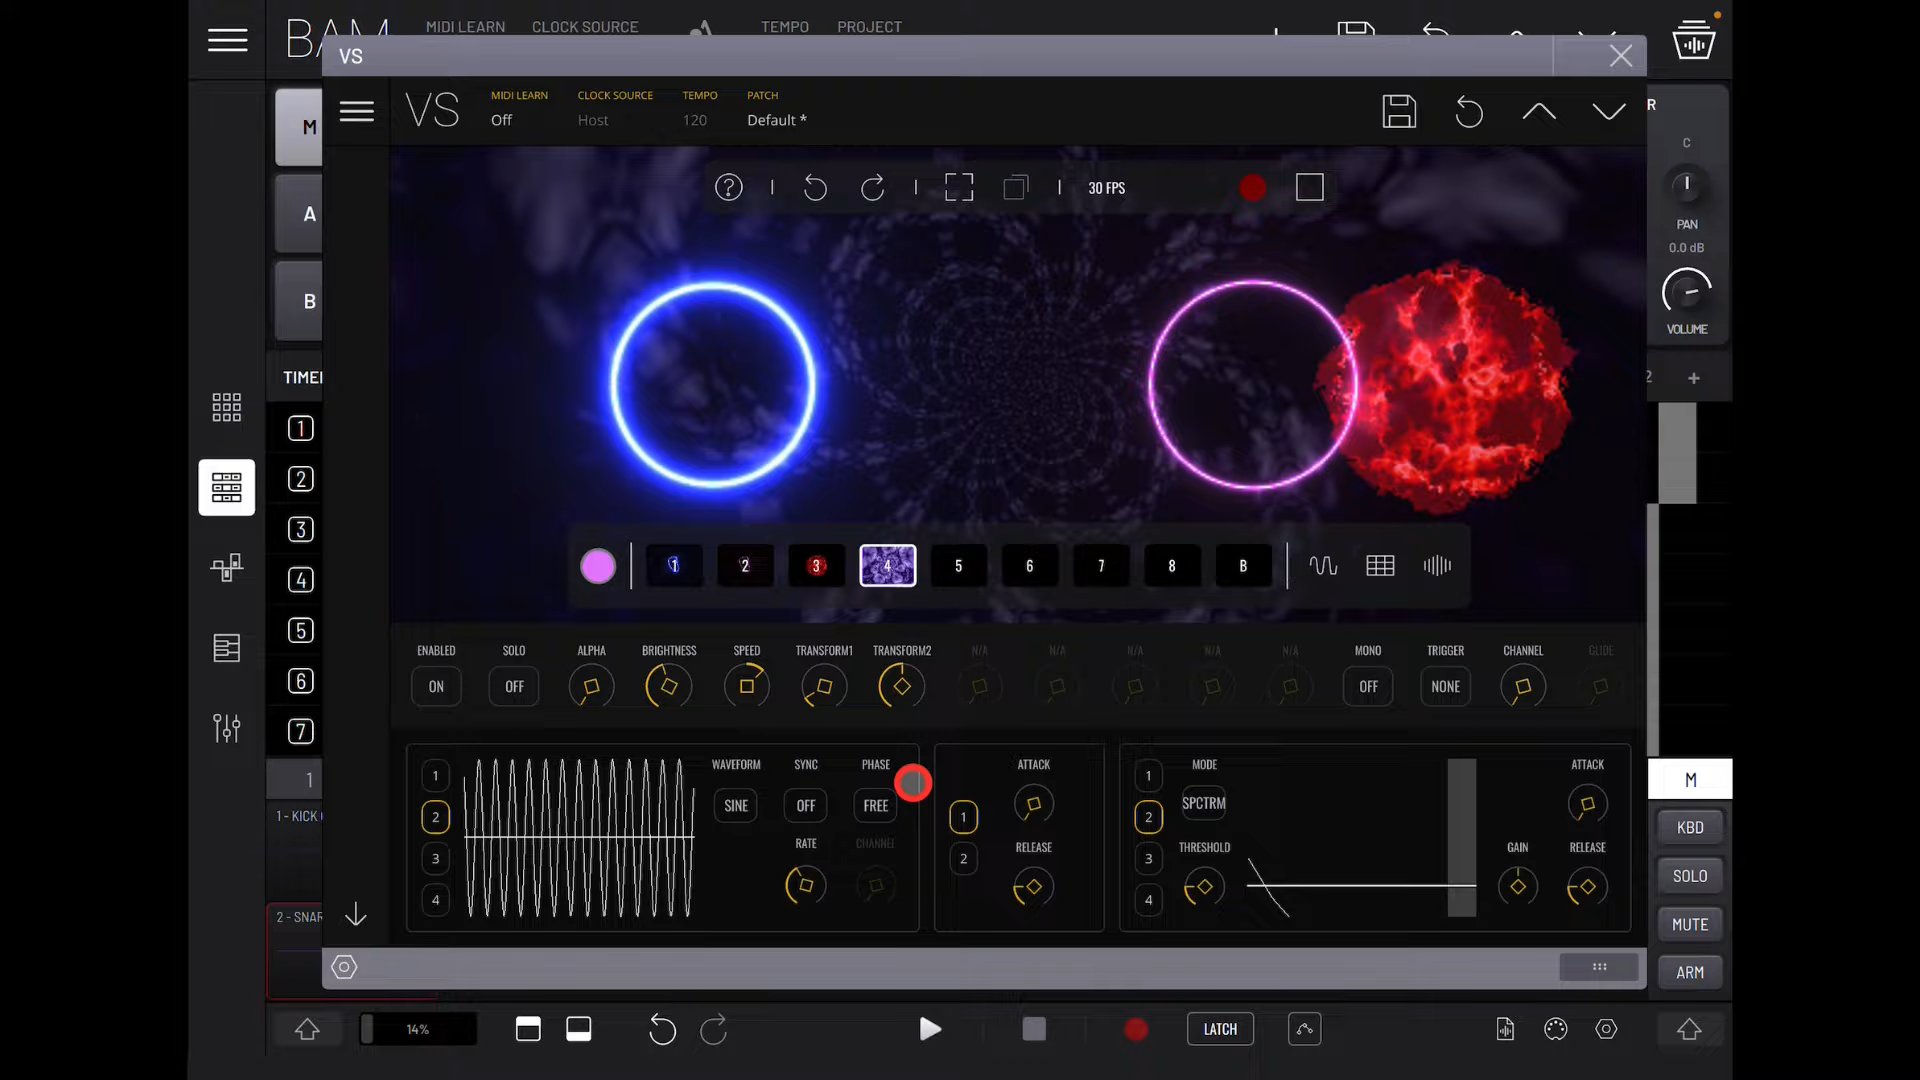 BAM
MIDI LEARN CLOCK SOURCE TEMPO PROJECT
VS
VS
MIDI LEARN
Off
CLOCK SOURCE
Host
TEMPO
120
PATCH
Default *
M
A
B
R
C
PAN
0.0 dB
VOLUME
30 FPS
1 2 3 4 5 6 7 8 B
TIME
2 +
1
2
3
4
5
6
7
1
ENABLED SOLO ALPHA BRIGHTNESS SPEED TRANSFORM1 TRANSFORM2 N/A N/A N/A N/A N/A MONO TRIGGER CHANNEL GLIDE
ON OFF OFF NONE
1
2
3
4
WAVEFORM SYNC PHASE
SINE OFF FREE
RATE CHANNEL
1
2
ATTACK
RELEASE
1
2
3
4
MODE
SPCTRM
THRESHOLD
GAIN
ATTACK
RELEASE
1 - KICK
2 - SNAR
M
KBD
SOLO
MUTE
ARM
14%
LATCH